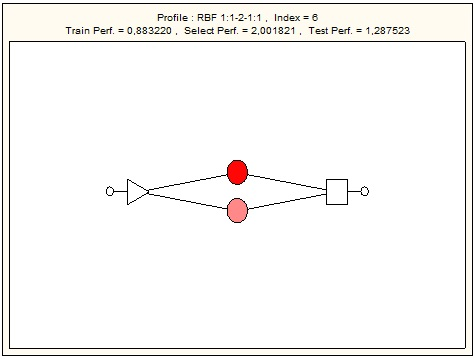 Profile : RBF 1:1-2-1:1 ,  Index = 6
Train Perf. = 0,883220 ,  Select Perf. = 2,001821 ,  Test Perf. = 1,287523